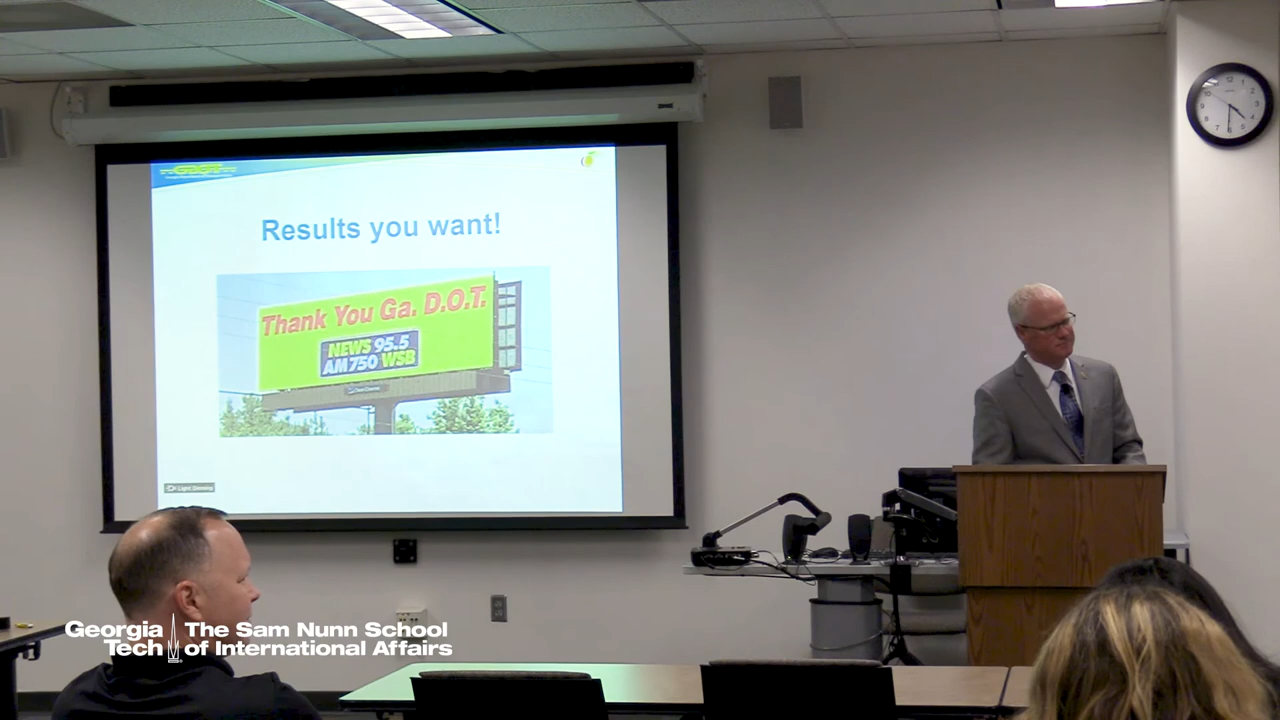 GDOT
Results you want!
Thank You Ga. D.O.T.
NEWS 95.5
AM 750 WSB
Georgia Tech
The Sam Nunn School
of International Affairs